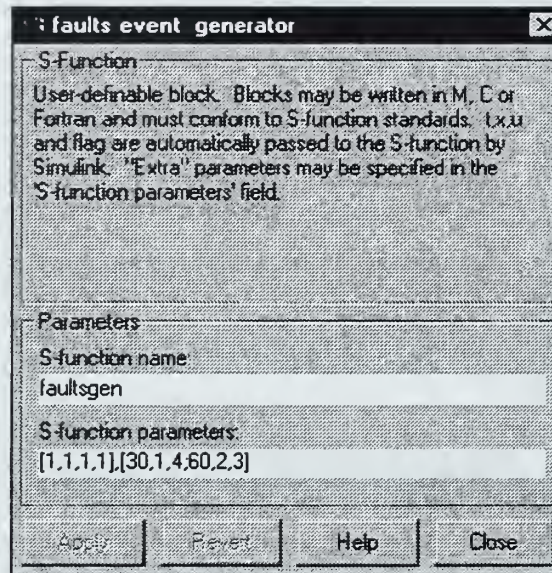 faults event generator
S-Function
User-definable block. Blocks may be written in M, C or
Fortran and must conform to S-function standards. t,x,u
and flag are automatically passed to the S-function by
Simulink. "Extra" parameters may be specified in the
'S-function parameters' field.
Parameters
S-function name:
faultsgen
S-function parameters:
[1,1,1,1],[30,1,4;60,2,3]
Apply
Revert
Help
Close